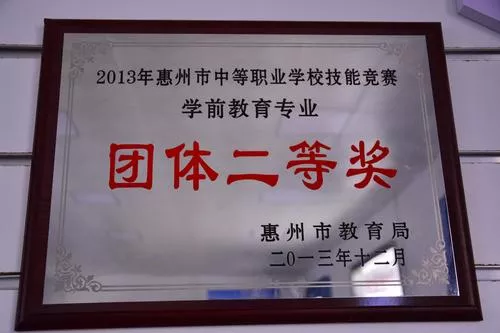 2013年惠州市中等职业学校技能竞赛
学前教育专业
团体二等奖
惠州市教育局
二0一三年十二月